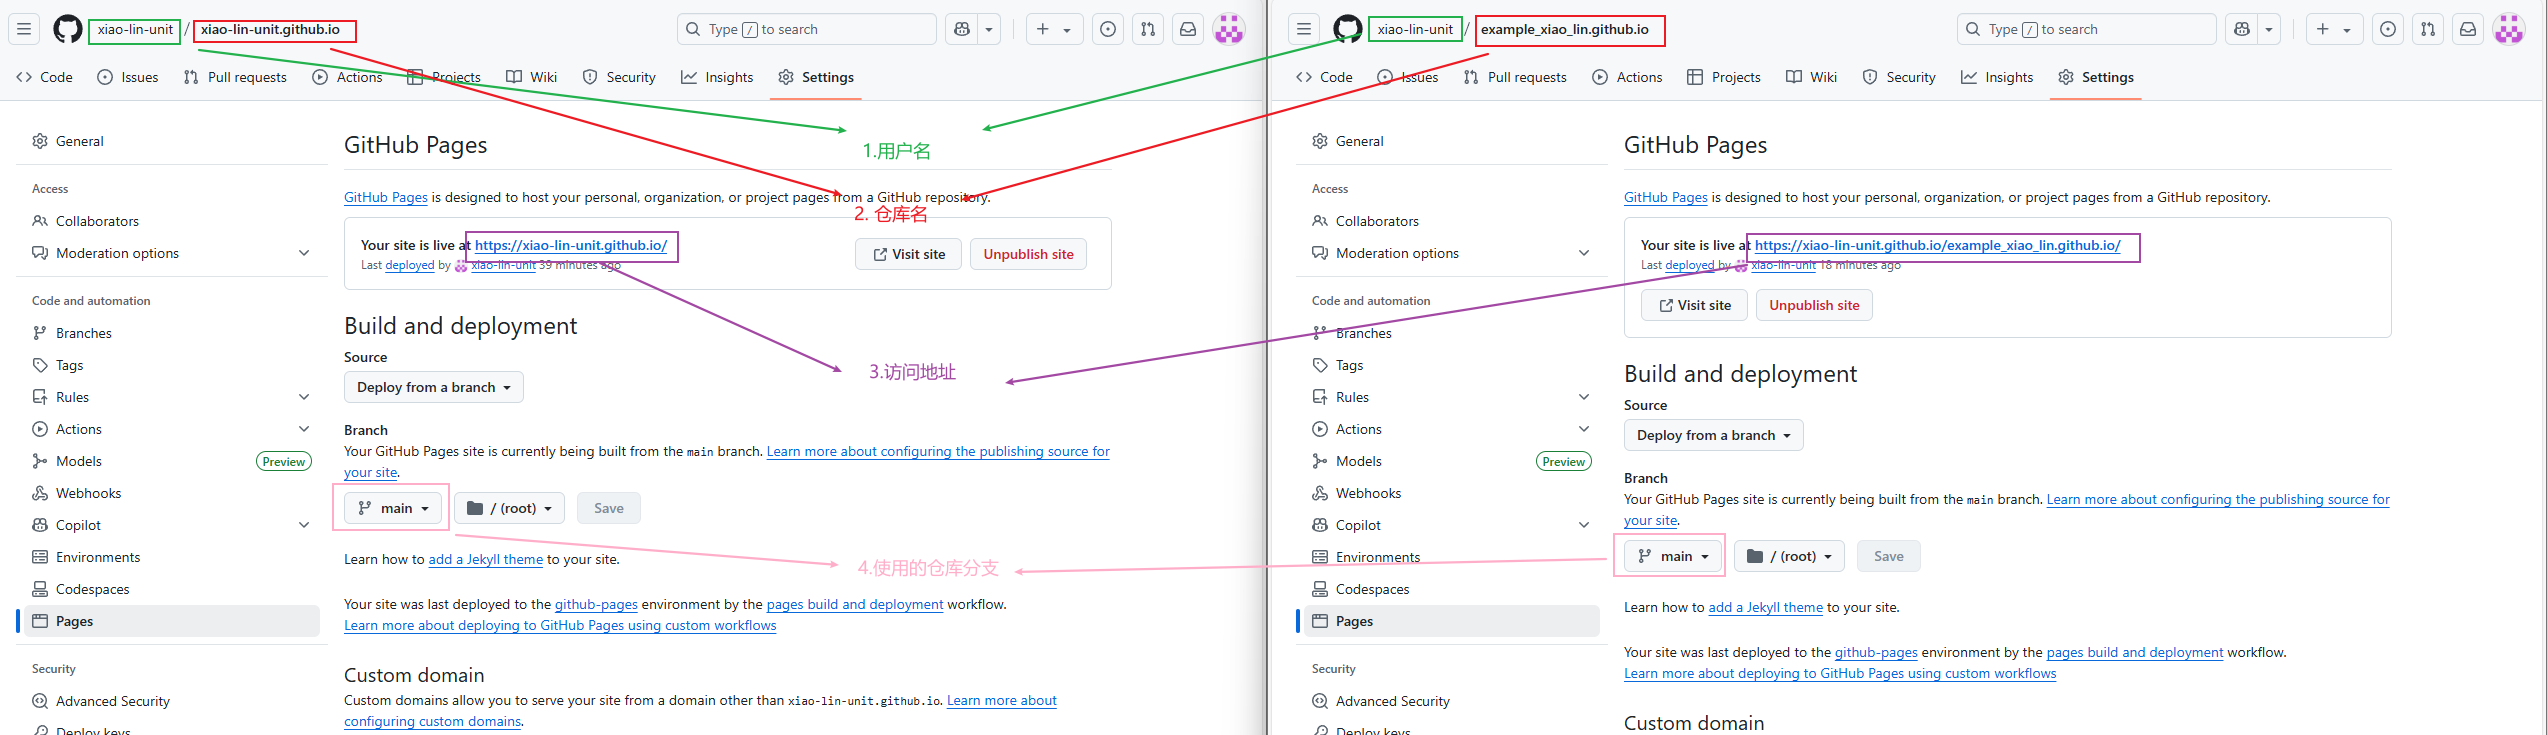 xiao-lin-unit / xiao-lin-unit.github.io
Type / to search
Code Issues Pull requests Actions Projects Wiki Security Insights Settings
General
Access
Collaborators
Moderation options
Code and automation
Branches
Tags
Rules
Actions
Models Preview
Webhooks
Copilot
Environments
Codespaces
Pages
Security
Advanced Security
Deploy keys
GitHub Pages
GitHub Pages is designed to host your personal, organization, or project pages from a GitHub repository.
Your site is live at https://xiao-lin-unit.github.io/
Last deployed by xiao-lin-unit 39 minutes ago
Visit site
Unpublish site
Build and deployment
Source
Deploy from a branch
Branch
Your GitHub Pages site is currently being built from the main branch. Learn more about configuring the publishing source for
your site.
main
/ (root)
Save
Learn how to add a Jekyll theme to your site.
Your site was last deployed to the github-pages environment by the pages build and deployment workflow.
Learn more about deploying to GitHub Pages using custom workflows
Custom domain
Custom domains allow you to serve your site from a domain other than xiao-lin-unit.github.io. Learn more about
configuring custom domains.
1.用户名
2. 仓库名
3.访问地址
4.使用的仓库分支
xiao-lin-unit / example_xiao_lin.github.io
Type / to search
Code Issues Pull requests Actions Projects Wiki Security Insights Settings
General
Access
Collaborators
Moderation options
Code and automation
Branches
Tags
Rules
Actions
Models Preview
Webhooks
Copilot
Environments
Codespaces
Pages
Security
Advanced Security
Deploy keys
GitHub Pages
GitHub Pages is designed to host your personal, organization, or project pages from a GitHub repository.
Your site is live at https://xiao-lin-unit.github.io/example_xiao_lin.github.io/
Last deployed by xiao-lin-unit 18 minutes ago
Visit site
Unpublish site
Build and deployment
Source
Deploy from a branch
Branch
Your GitHub Pages site is currently being built from the main branch. Learn more about configuring the publishing source for
your site.
main
/ (root)
Save
Learn how to add a Jekyll theme to your site.
Your site was last deployed to the github-pages environment by the pages build and deployment workflow.
Learn more about deploying to GitHub Pages using custom workflows
Custom domain